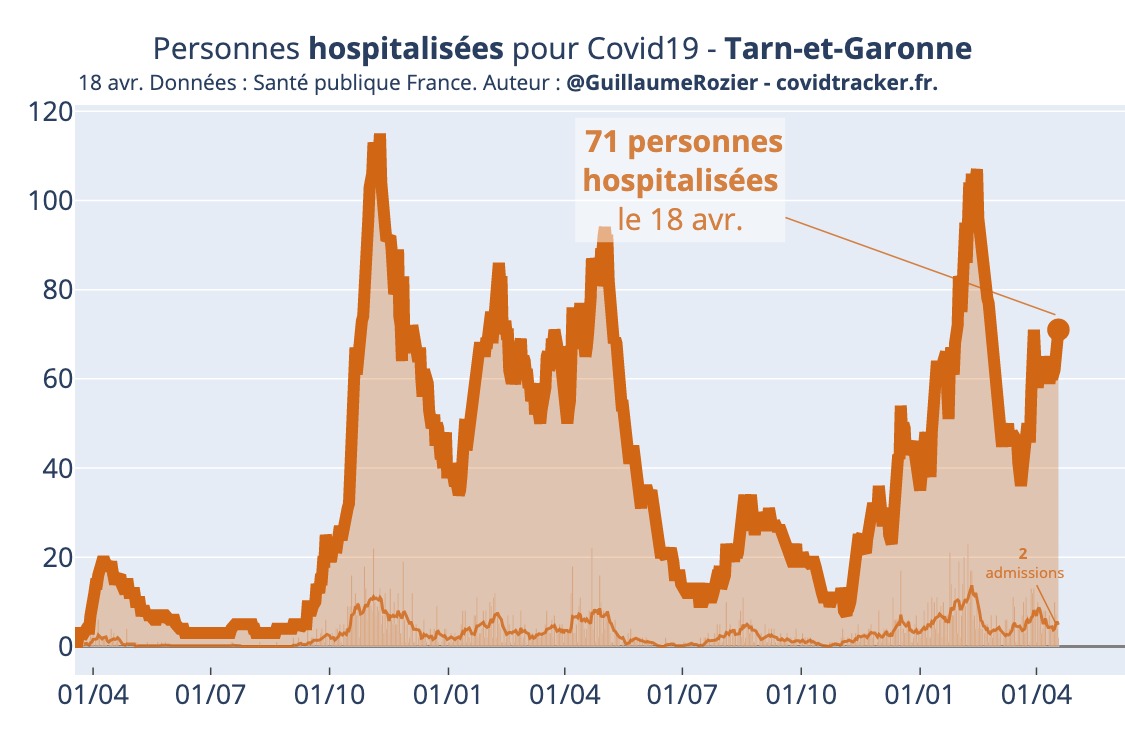 Personnes hospitalisées pour Covid19 - Tarn-et-Garonne
18 avr. Données : Santé publique France. Auteur : @GuillaumeRozier - covidtracker.fr.
120
100
80
60
40
20
0
71 personnes
hospitalisées
le 18 avr.
2
admissions
01/04 01/07 01/10 01/01 01/04 01/07 01/10 01/01 01/04